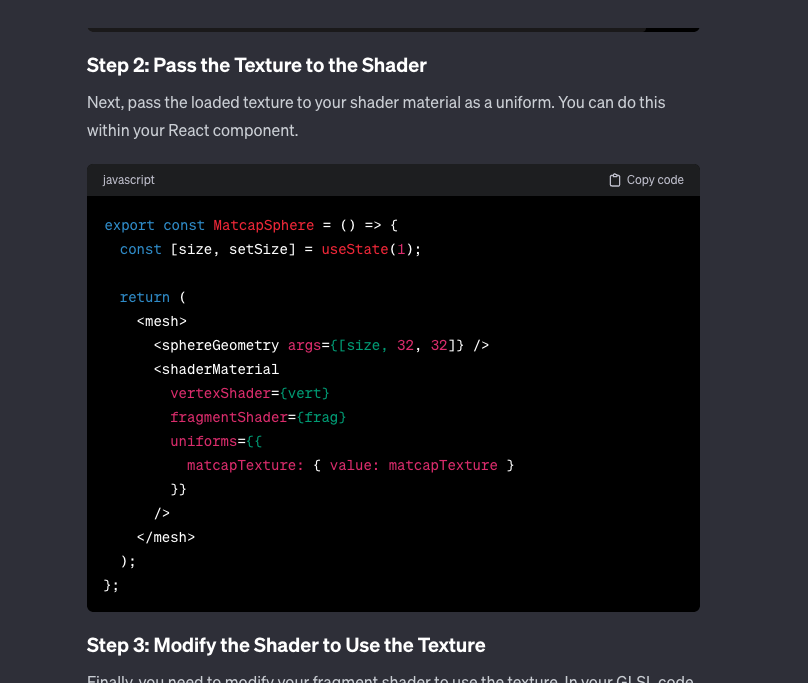 Step 2: Pass the Texture to the Shader
Next, pass the loaded texture to your shader material as a uniform. You can do this
within your React component.
javascript
Copy code
export const MatcapSphere = () => {
  const [size, setSize] = useState(1);

  return (
    <mesh>
      <sphereGeometry args={[size, 32, 32]} />
      <shaderMaterial
        vertexShader={vert}
        fragmentShader={frag}
        uniforms={{
          matcapTexture: { value: matcapTexture }
        }}
      />
    </mesh>
  );
};
Step 3: Modify the Shader to Use the Texture
Finally, you need to modify your fragment shader to use the texture. In your GLSL code,